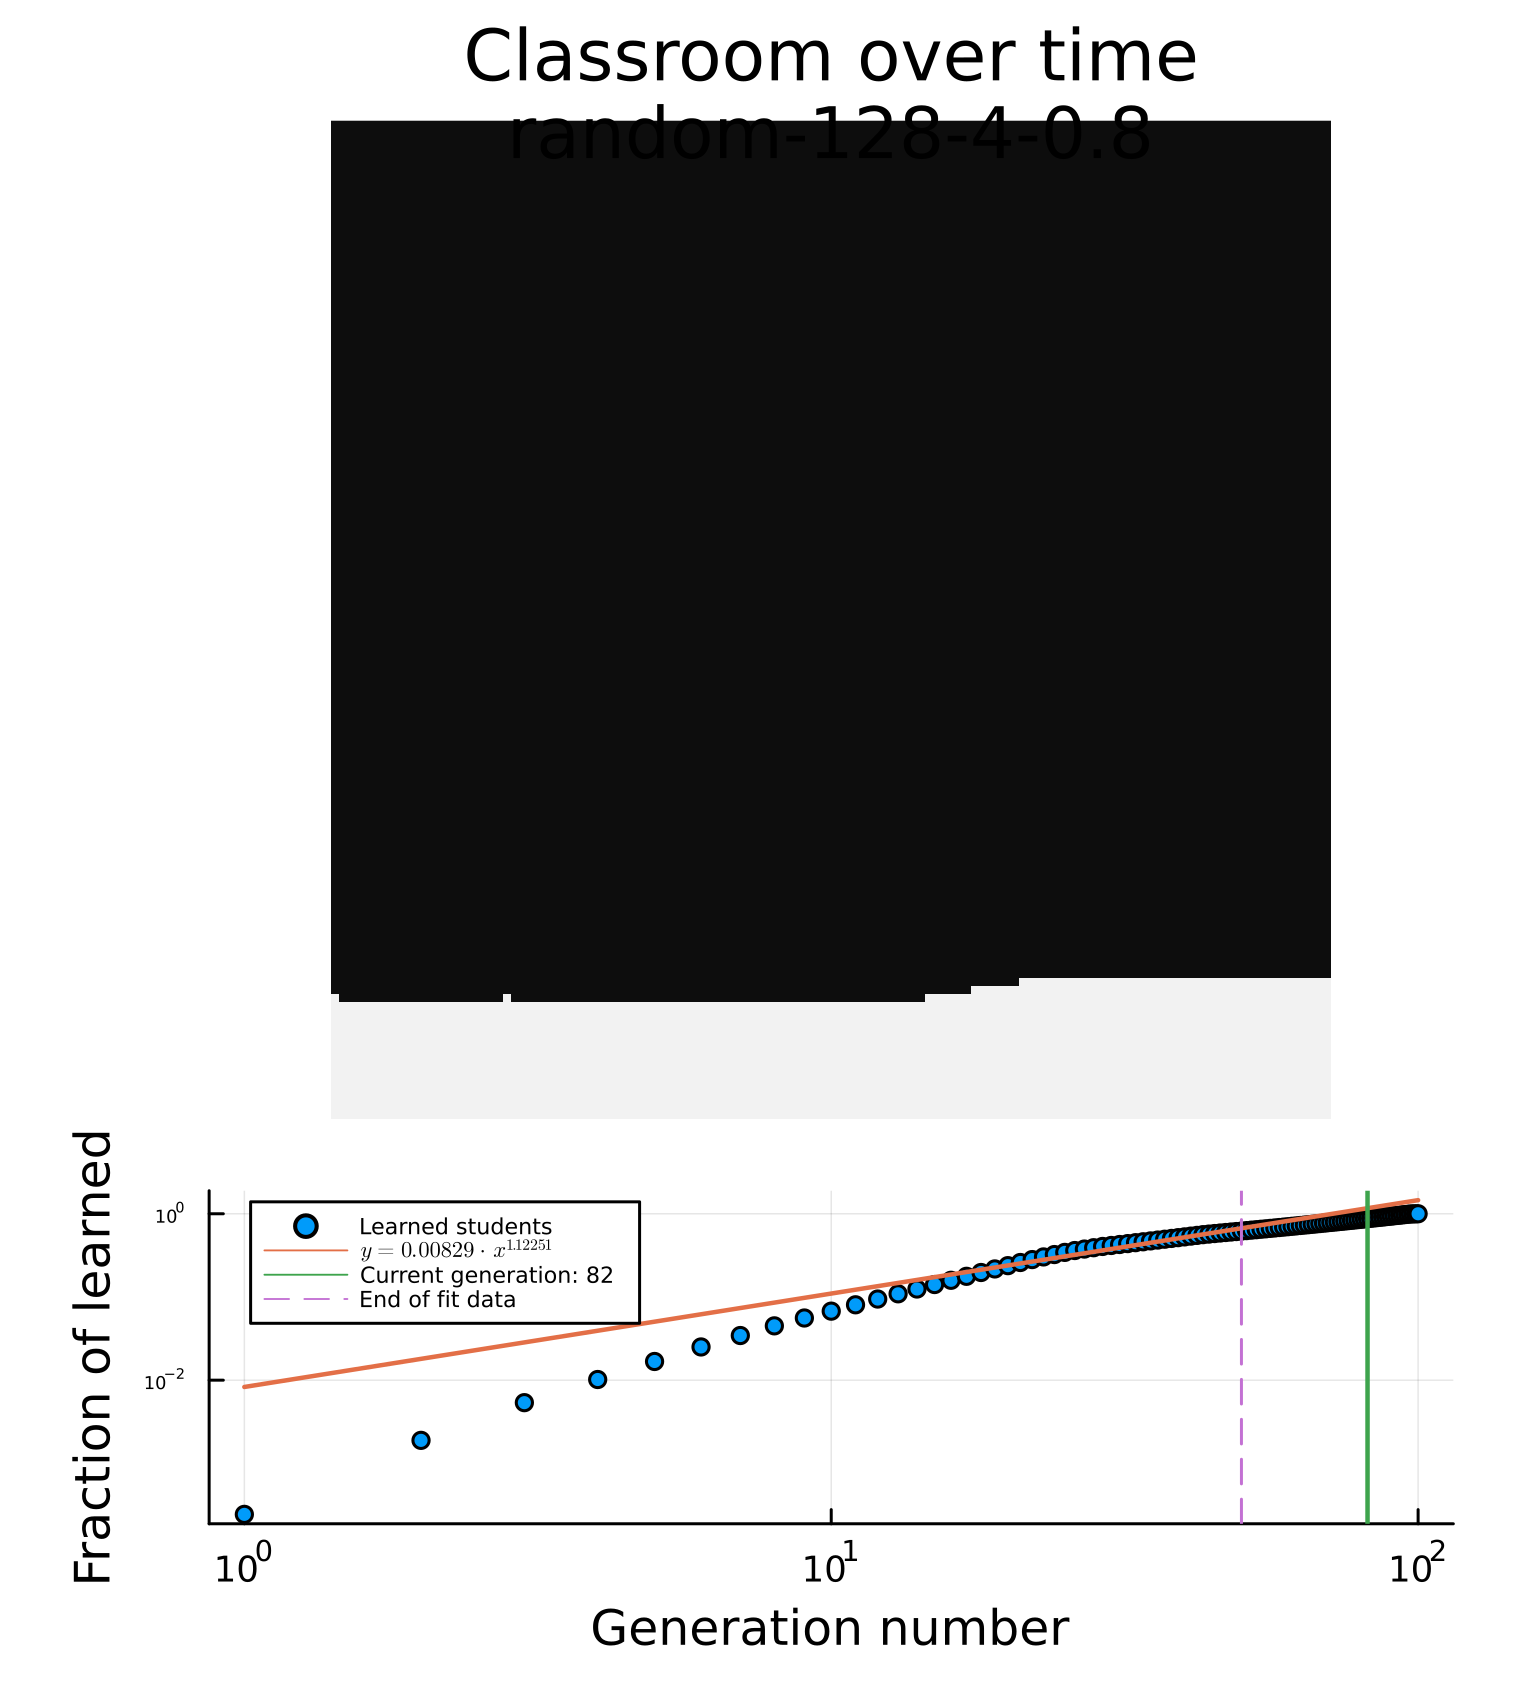 Classroom over time
random-128-4-0.8
Fraction of learned
10⁰
10⁻²
Learned students
y = 0.00829 · x^1.12251
Current generation: 82
End of fit data
10⁰
10¹
10²
Generation number